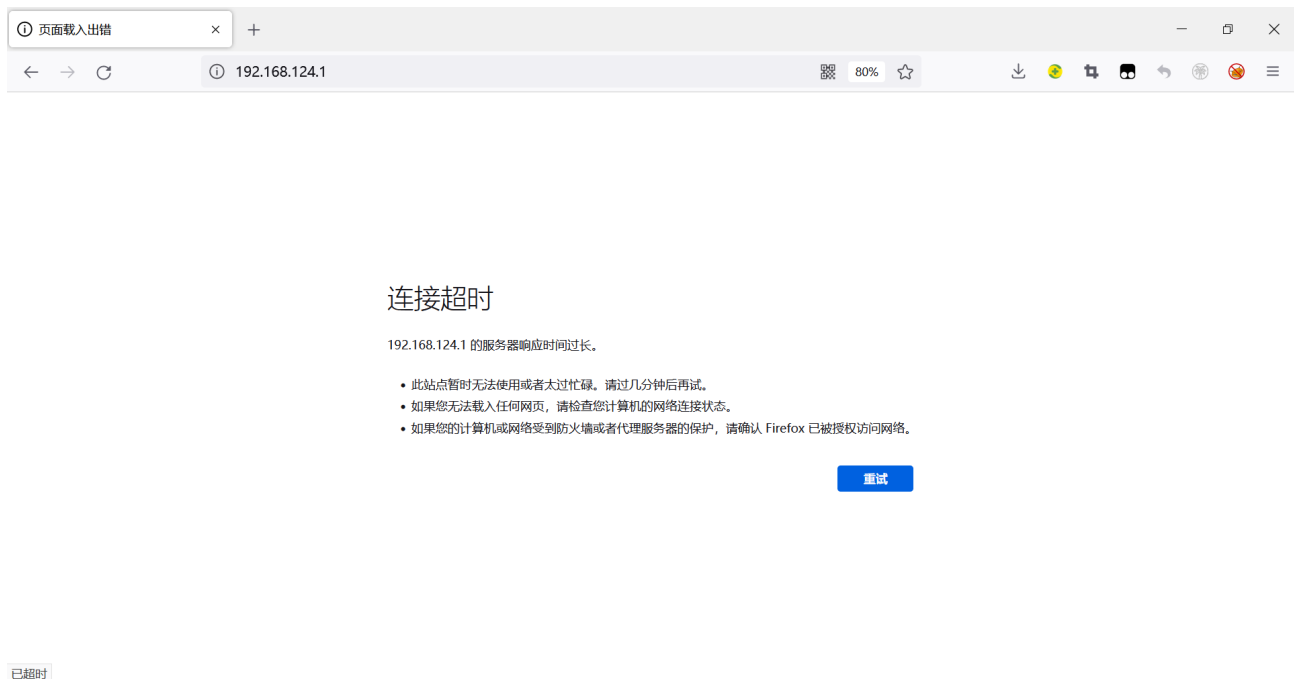 页面载入出错
192.168.124.1
80%
连接超时
192.168.124.1 的服务器响应时间过长。
此站点暂时无法使用或者太过忙碌。请过几分钟后再试。
如果您无法载入任何网页，请检查您计算机的网络连接状态。
如果您的计算机或网络受到防火墙或者代理服务器的保护，请确认 Firefox 已被授权访问网络。
重试
已超时